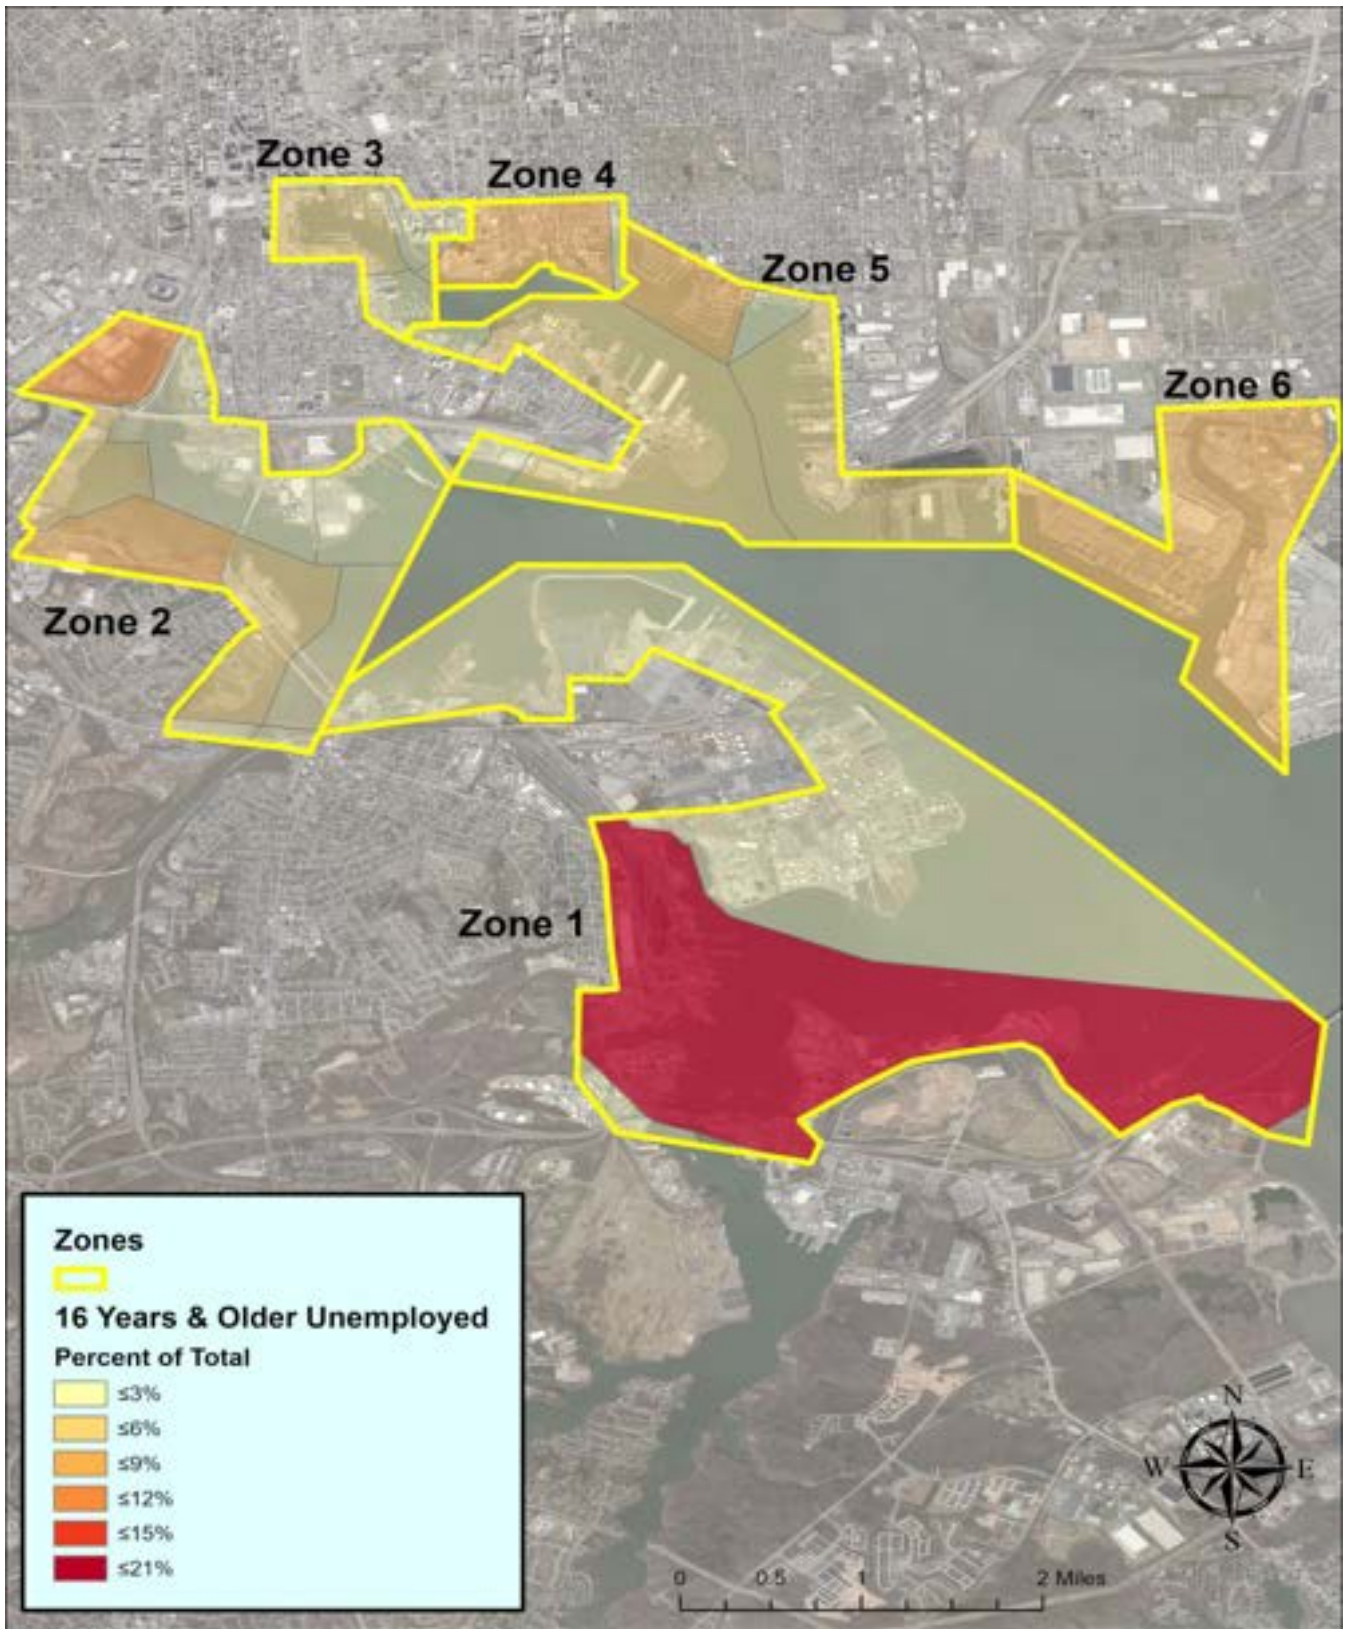 Zone 3
Zone 4
Zone 5
Zone 6
Zone 2
Zone 1
Zones
16 Years & Older Unemployed
Percent of Total
≤3%
≤6%
≤9%
≤12%
≤15%
≤21%
N
W E
S
0 0.5 1 2 Miles